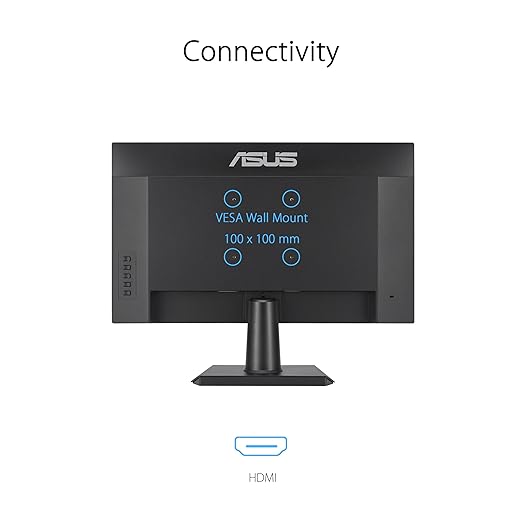 Connectivity
ASUS
VESA Wall Mount
100 x 100 mm
HDMI